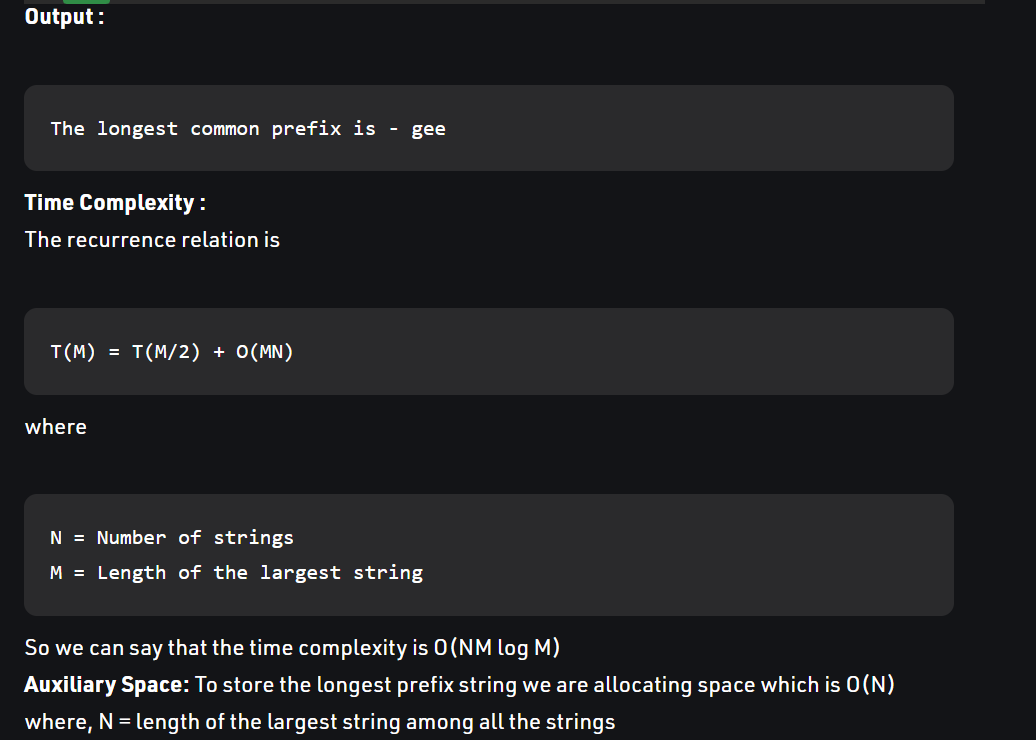 Output :
The longest common prefix is - gee
Time Complexity :
The recurrence relation is
T(M) = T(M/2) + O(MN)
where
N = Number of strings
M = Length of the largest string
So we can say that the time complexity is O(NM log M)
Auxiliary Space: To store the longest prefix string we are allocating space which is O(N)
where, N = length of the largest string among all the strings